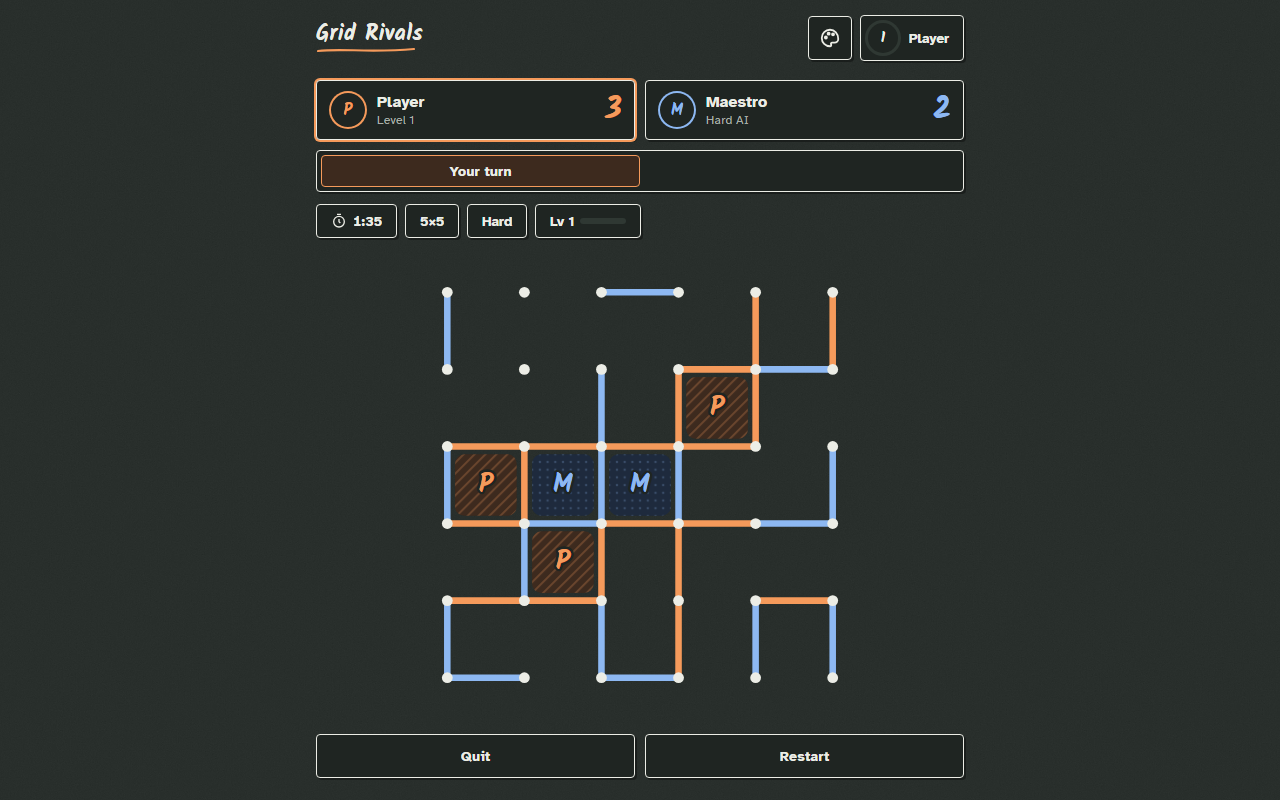 Grid Rivals
I Player
P Player 3
Level 1
M Maestro 2
Hard AI
Your turn
1:35 5×5 Hard Lv 1
P
P M M
P
Quit Restart